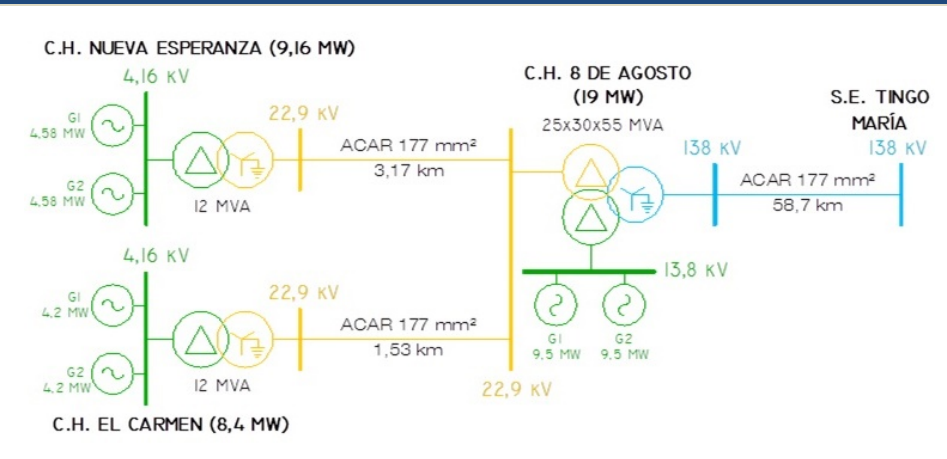 C.H. NUEVA ESPERANZA (9,16 MW)
4,16 KV
G1
4,58 MW
G2
4,58 MW
12 MVA
22,9 KV
ACAR 177 mm²
3,17 km
C.H. 8 DE AGOSTO
(19 MW)
25x30x55 MVA
138 KV
S.E. TINGO
MARÍA
138 KV
ACAR 177 mm²
58,7 km
13,8 KV
G1
9,5 MW
G2
9,5 MW
4,16 KV
G1
4,2 MW
G2
4,2 MW
12 MVA
22,9 KV
ACAR 177 mm²
1,53 km
22,9 KV
C.H. EL CARMEN (8,4 MW)